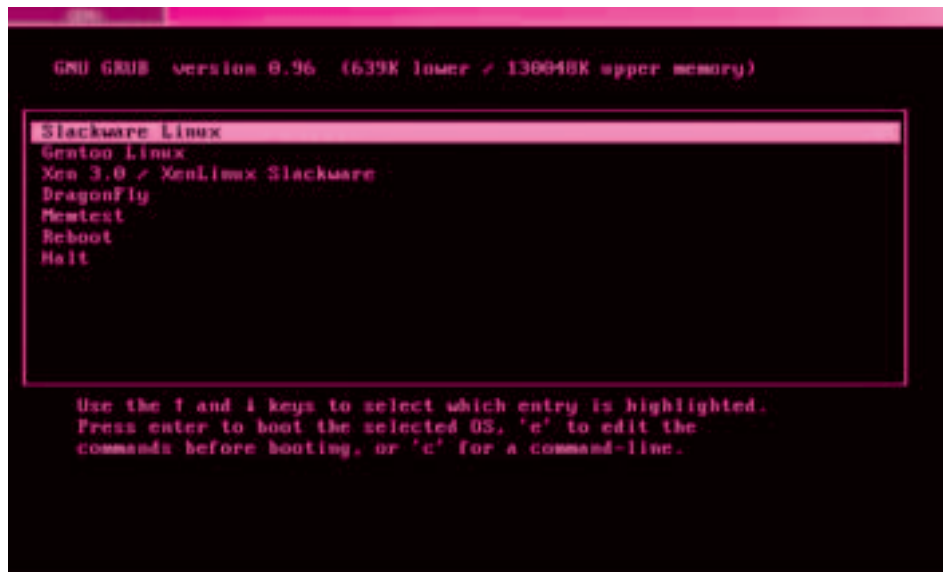 GNU GRUB version 0.96 (639K lower / 130048K upper memory)
Slackware Linux
Gentoo Linux
Xen 3.0 / XenLinux Slackware
DragonFly
Memtest
Reboot
Halt
Use the ↑ and ↓ keys to select which entry is highlighted.
Press enter to boot the selected OS, 'e' to edit the
commands before booting, or 'c' for a command-line.